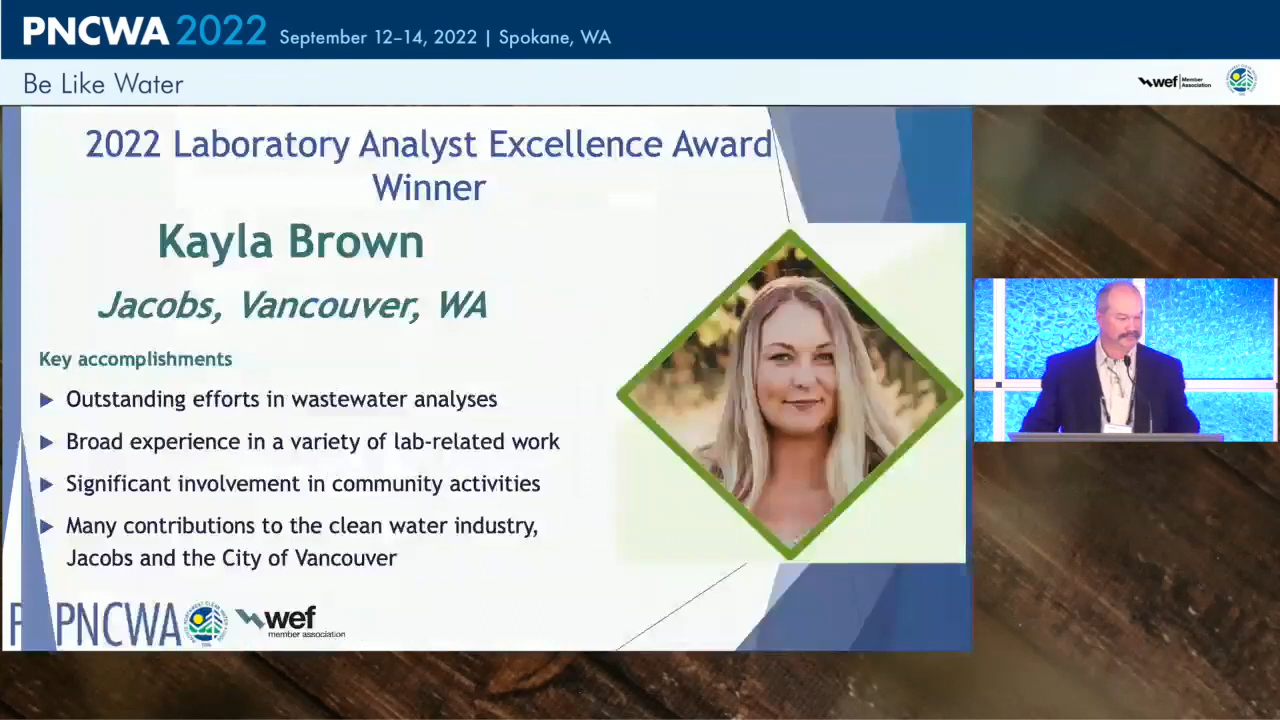 PNCWA 2022 September 12–14, 2022 | Spokane, WA
Be Like Water
wef Member Association
2022 Laboratory Analyst Excellence Award
Winner
Kayla Brown
Jacobs, Vancouver, WA
Key accomplishments
Outstanding efforts in wastewater analyses
Broad experience in a variety of lab-related work
Significant involvement in community activities
Many contributions to the clean water industry,
Jacobs and the City of Vancouver
PNCWA
wef
member association